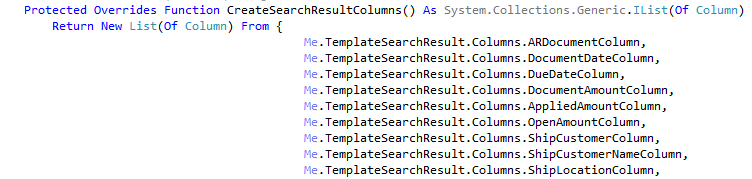 Protected Overrides Function CreateSearchResultColumns() As System.Collections.Generic.IList(Of Column)
Return New List(Of Column) From {
Me.TemplateSearchResult.Columns.ARDocumentColumn,
Me.TemplateSearchResult.Columns.DocumentDateColumn,
Me.TemplateSearchResult.Columns.DueDateColumn,
Me.TemplateSearchResult.Columns.DocumentAmountColumn,
Me.TemplateSearchResult.Columns.AppliedAmountColumn,
Me.TemplateSearchResult.Columns.OpenAmountColumn,
Me.TemplateSearchResult.Columns.ShipCustomerColumn,
Me.TemplateSearchResult.Columns.ShipCustomerNameColumn,
Me.TemplateSearchResult.Columns.ShipLocationColumn,